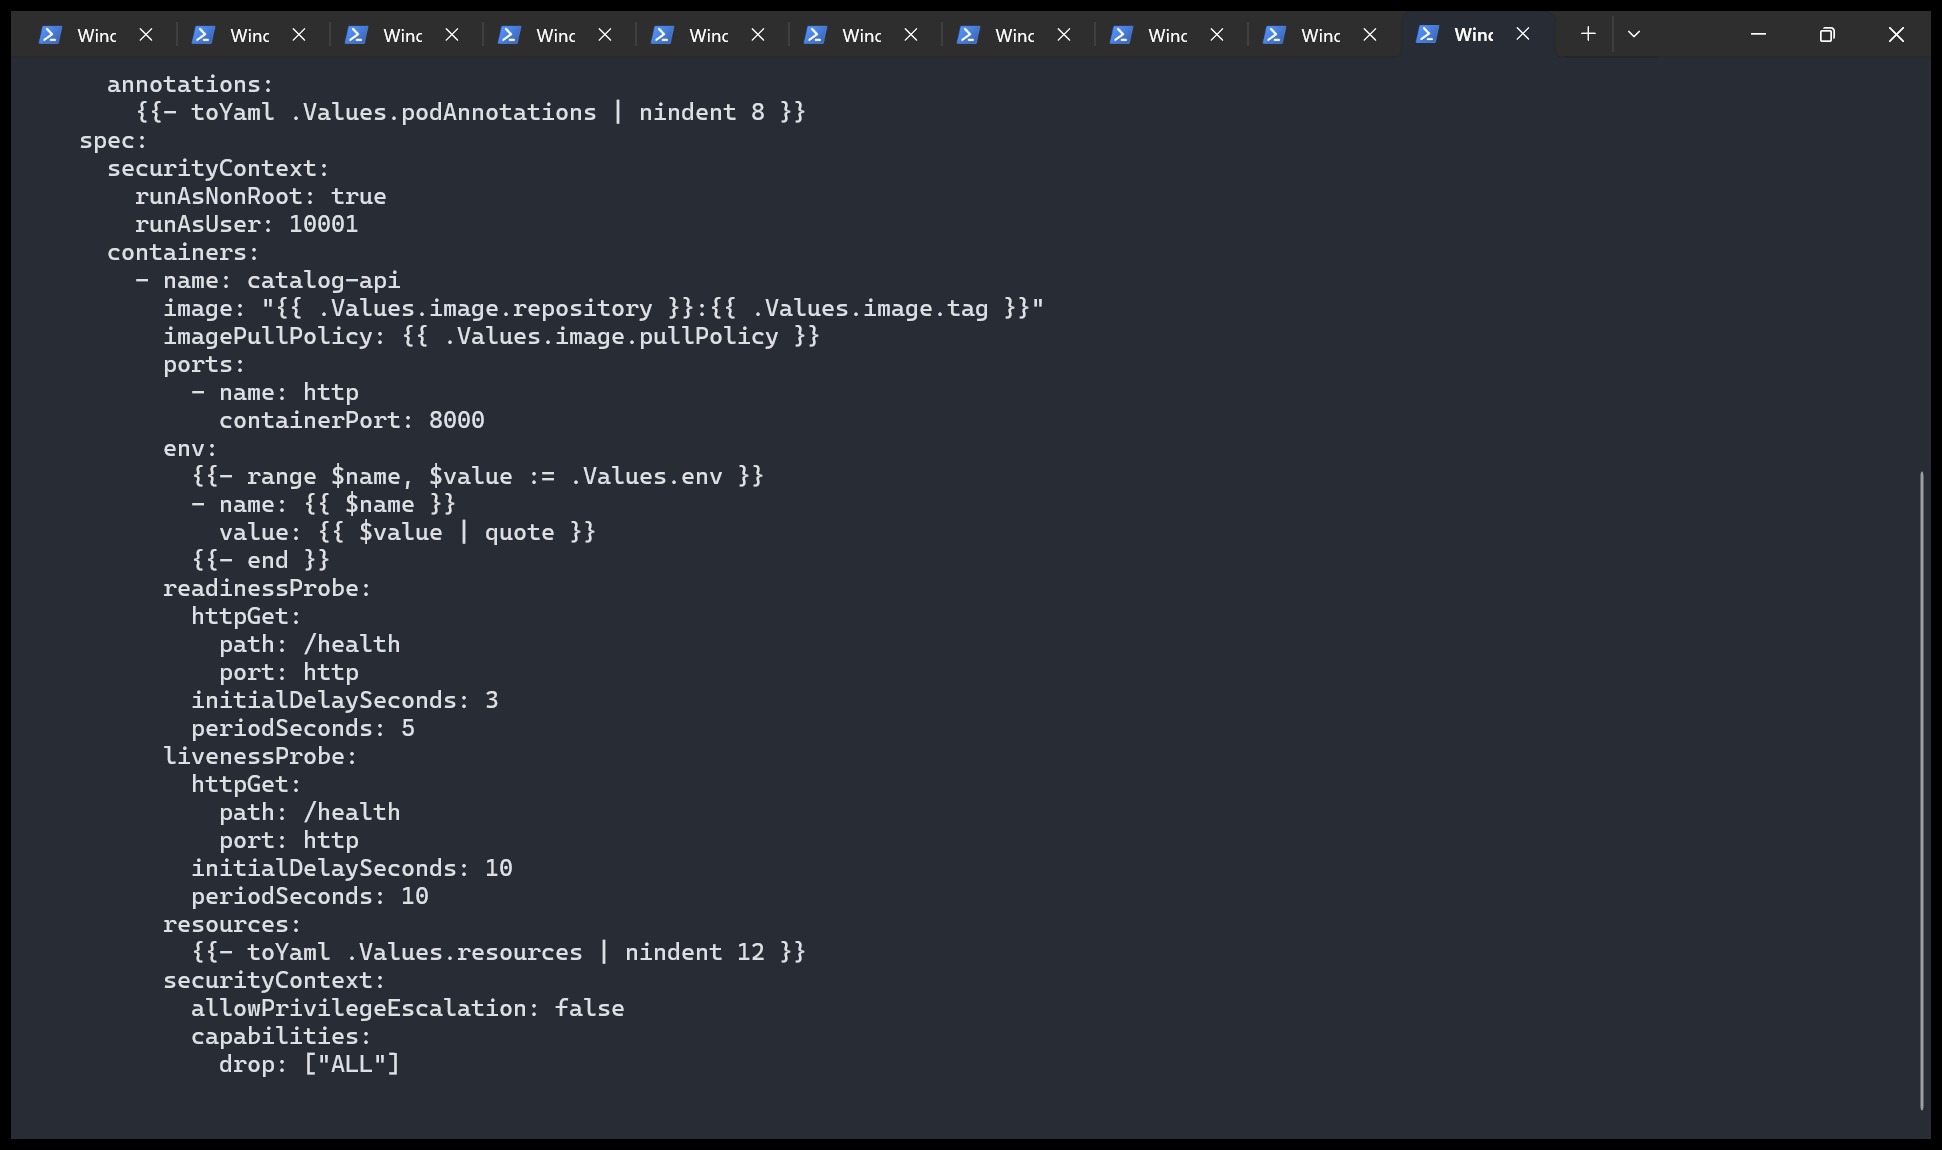 Winc Winc Winc Winc Winc Winc Winc Winc Winc Winc
      annotations:
        {{- toYaml .Values.podAnnotations | nindent 8 }}
    spec:
      securityContext:
        runAsNonRoot: true
        runAsUser: 10001
      containers:
        - name: catalog-api
          image: "{{ .Values.image.repository }}:{{ .Values.image.tag }}"
          imagePullPolicy: {{ .Values.image.pullPolicy }}
          ports:
            - name: http
              containerPort: 8000
          env:
            {{- range $name, $value := .Values.env }}
            - name: {{ $name }}
              value: {{ $value | quote }}
            {{- end }}
          readinessProbe:
            httpGet:
              path: /health
              port: http
            initialDelaySeconds: 3
            periodSeconds: 5
          livenessProbe:
            httpGet:
              path: /health
              port: http
            initialDelaySeconds: 10
            periodSeconds: 10
          resources:
            {{- toYaml .Values.resources | nindent 12 }}
          securityContext:
            allowPrivilegeEscalation: false
            capabilities:
              drop: ["ALL"]